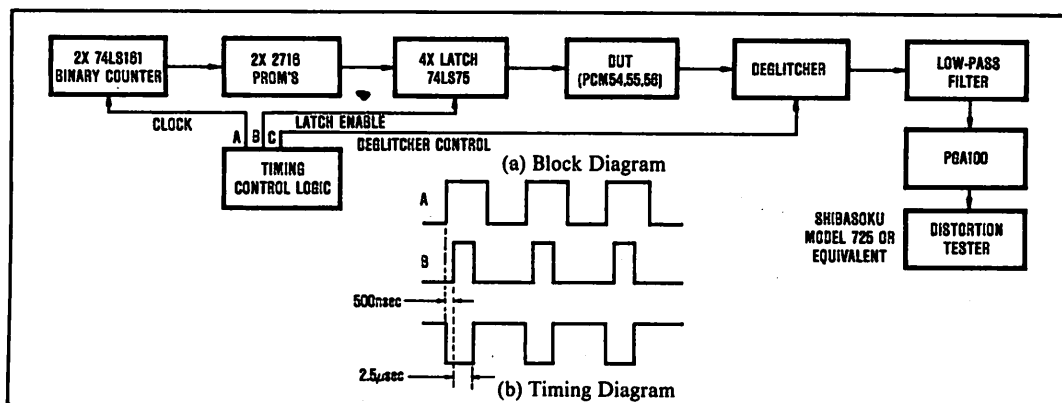 2X 74LS161
BINARY COUNTER
2X 2716
PROM'S
4X LATCH
74LS75
DUT
(PCM54,55,56)
DEGLITCHER
LOW-PASS
FILTER
CLOCK
A B C
LATCH ENABLE
DEGLITCHER CONTROL
TIMING
CONTROL LOGIC
(a) Block Diagram
PGA100
SHIBASOKU
MODEL 725 OR
EQUIVALENT
DISTORTION
TESTER
A
B
500nsec
2.5μsec
(b) Timing Diagram